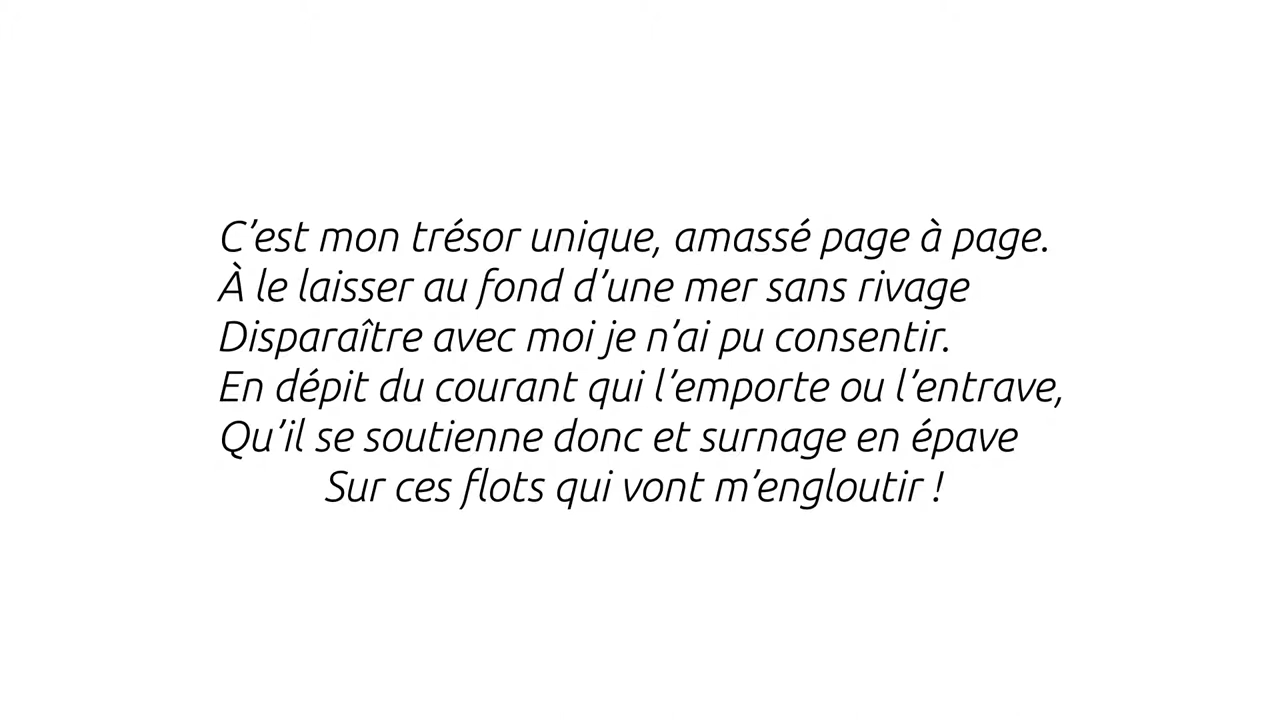 C’est mon trésor unique, amassé page à page.
À le laisser au fond d’une mer sans rivage
Disparaître avec moi je n’ai pu consentir.
En dépit du courant qui l’emporte ou l’entrave,
Qu’il se soutienne donc et surnage en épave
Sur ces flots qui vont m’engloutir !